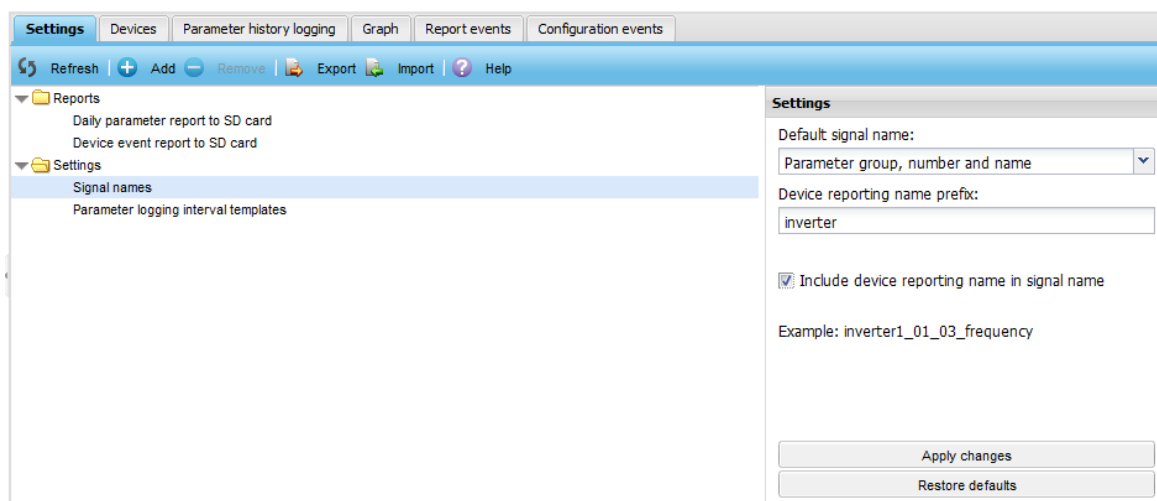 Settings Devices Parameter history logging Graph Report events Configuration events
Refresh Add Remove Export Import Help
Reports
Daily parameter report to SD card
Device event report to SD card
Settings
Signal names
Parameter logging interval templates
Settings
Default signal name:
Parameter group, number and name
Device reporting name prefix:
inverter
Include device reporting name in signal name
Example: inverter1_01_03_frequency
Apply changes
Restore defaults